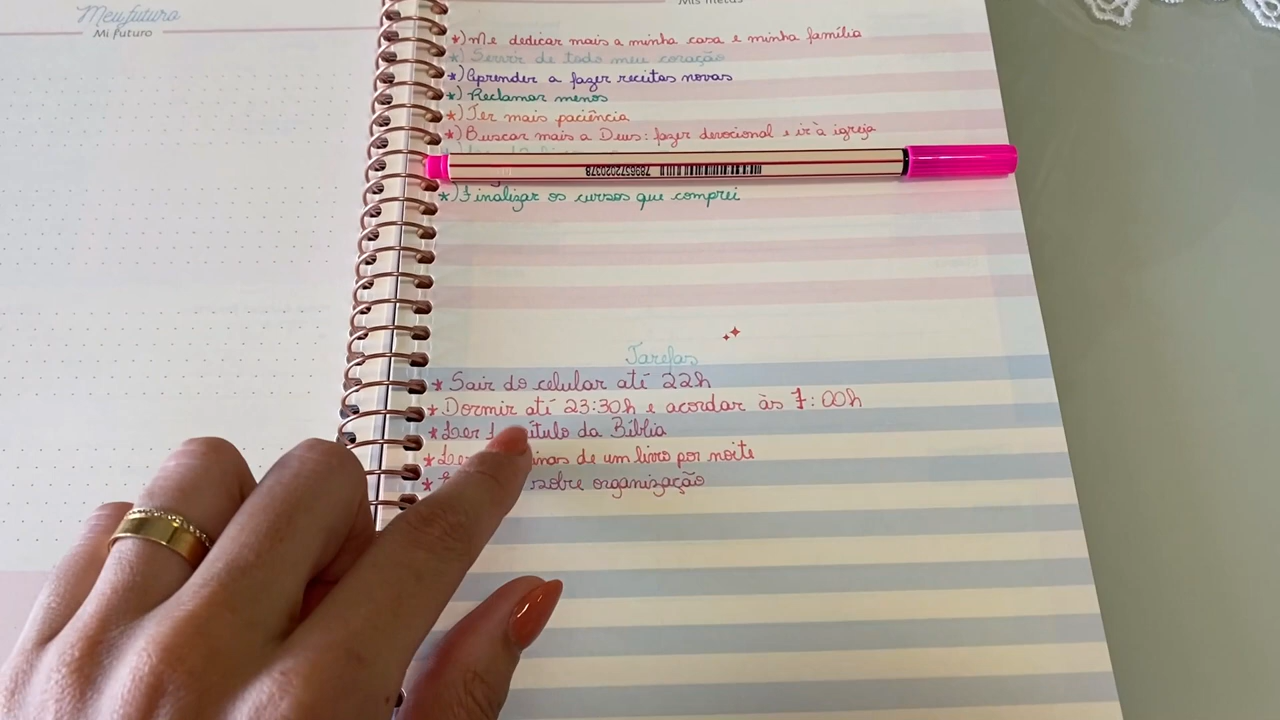 Meu futuro
Mi futuro
Mis metas
*) Me dedicar mais a minha casa e minha família
*) Servir de todo meu coração
*) Aprender a fazer receitas novas
*) Reclamar menos
*) Ter mais paciência
*) Buscar mais a Deus: fazer devocional e ir à igreja
7896572020378
*) Finalizar os cursos que comprei
Tarefas
* Sair do celular até 22h
* Dormir até 23:30h e acordar às 7:00h
* Ler 1 da Bíblia
* Ler de um livro por noite
* sobre organização